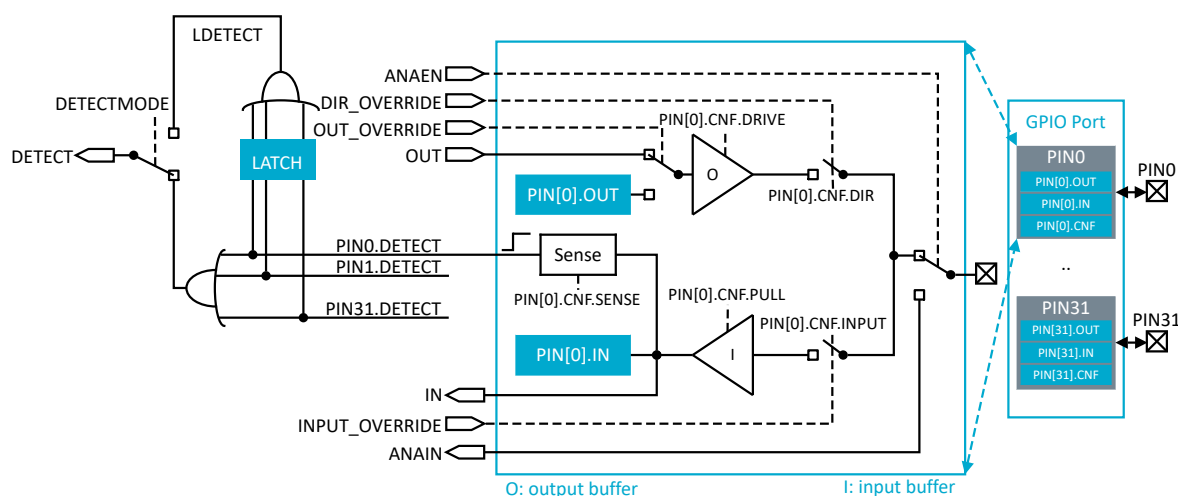 LDETECT
ANAEN
DETECTMODE
DIR_OVERRIDE
PIN[0].CNF.DRIVE
GPIO Port
OUT_OVERRIDE
DETECT
LATCH
OUT
O
PIN0
PIN0
PIN[0].OUT
PIN[0].CNF.DIR
PIN[0].OUT
PIN[0].IN
PIN[0].CNF
PIN0.DETECT
Sense
PIN1.DETECT
..
PIN[0].CNF.SENSE
PIN[0].CNF.PULL
PIN31.DETECT
PIN[0].CNF.INPUT
PIN31
PIN31
PIN[31].OUT
PIN[0].IN
I
PIN[31].IN
PIN[31].CNF
IN
INPUT_OVERRIDE
ANAIN
O: output buffer
I: input buffer